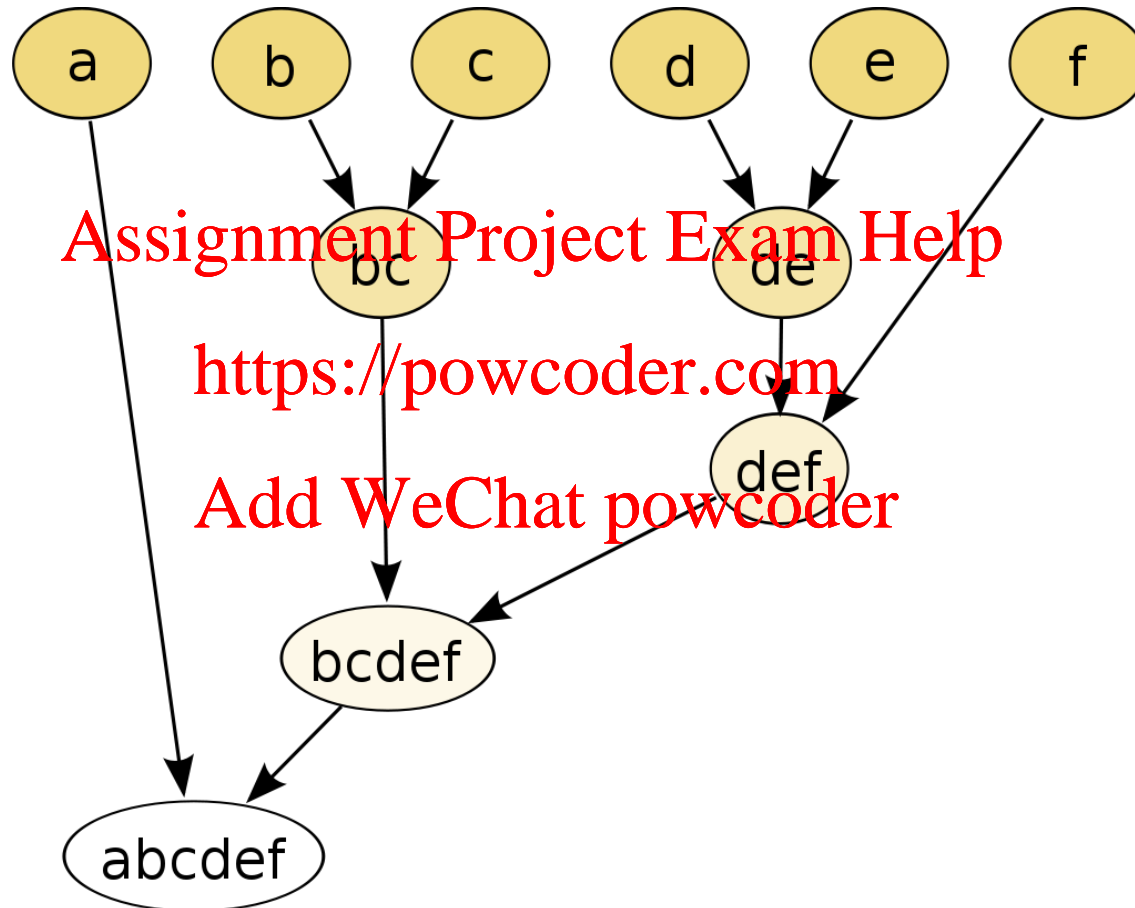 a b c d e f
Assignment Project Exam Help
bc de
https://powcoder.com
def
Add WeChat powcoder
bcdef
abcdef